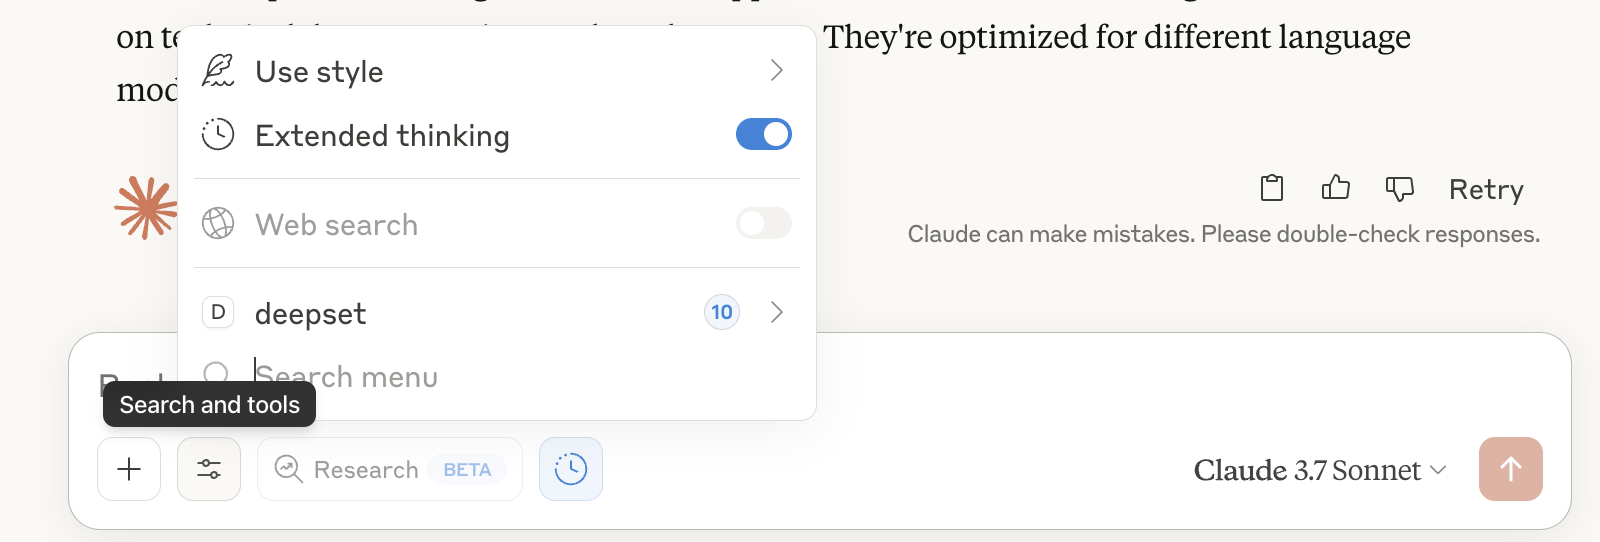 on
They're optimized for different language
Use style
Extended thinking
Web search
Retry
Claude can make mistakes. Please double-check responses.
D deepset 10
Search menu
Search and tools
Research BETA
Claude 3.7 Sonnet